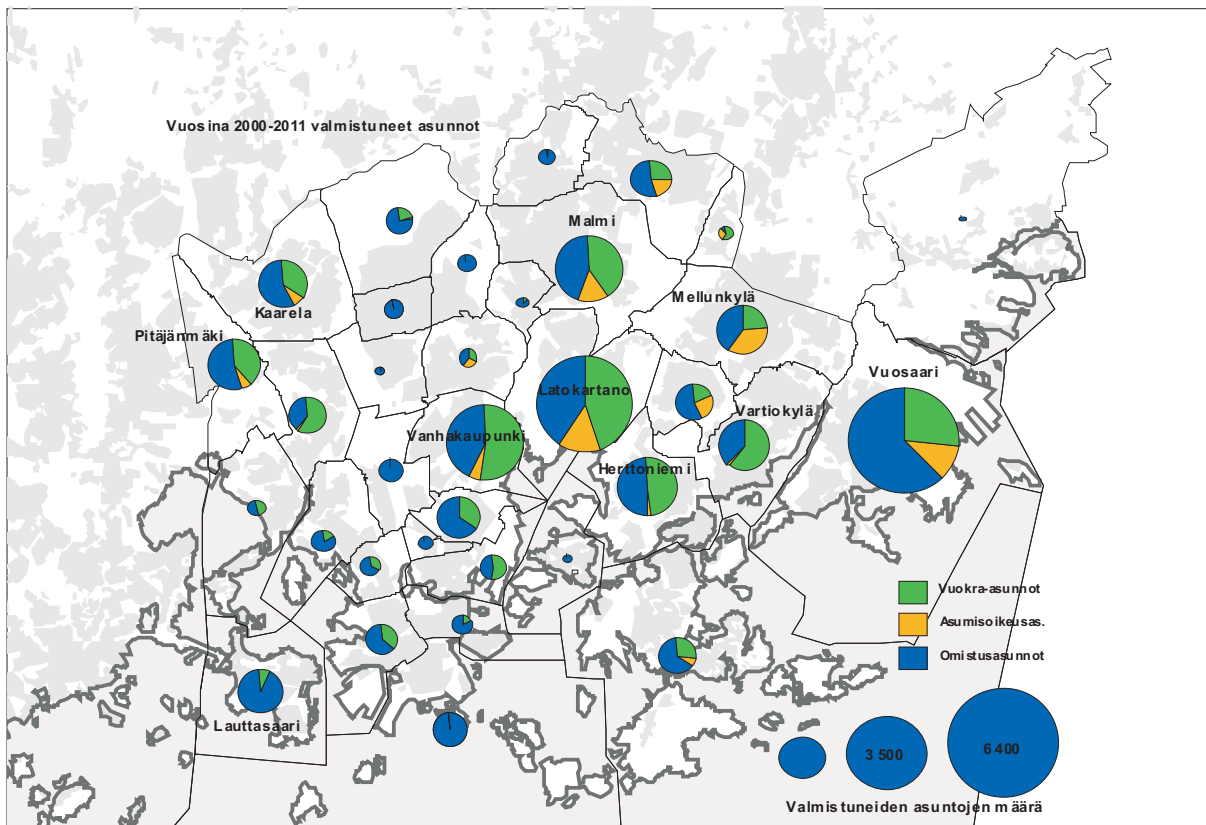 Vuosina 2000-2011 valmistuneet asunnot
Malmi
Mellunkylä
Kaarela
Pitäjänmäki
Vuosaari
Latokartano
Vartiokylä
Vanhakaupunki
Herttoniemi
Lauttasaari
Vuokra-asunnot
Asumisoikeusas.
Omistusasunnot
3 500
6 400
Valmistuneiden asuntojen määrä